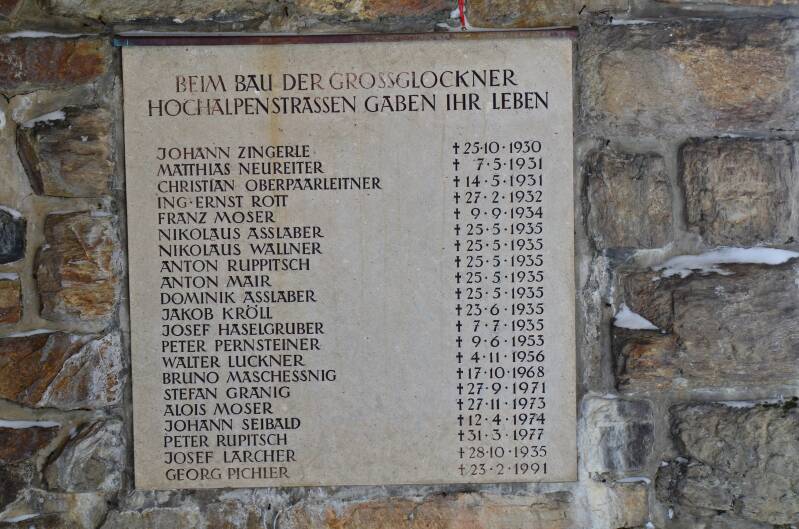 BEIM BAU DER GROSSGLOCKNER
HOCHALPENSTRASSEN GABEN IHR LEBEN
JOHANN ZINGERLE ✝25·10·1930
MATTHIAS NEUREITER ✝7·5·1931
CHRISTIAN OBERPAARLEITNER ✝14·5·1931
ING·ERNST ROTT ✝27·2·1932
FRANZ MOSER ✝9·9·1934
NIKOLAUS ASSLABER ✝25·5·1935
NIKOLAUS WALLNER ✝25·5·1935
ANTON RUPPITSCH ✝25·5·1935
ANTON MAIR ✝25·5·1935
DOMINIK ASSLABER ✝25·5·1935
JAKOB KRÖLL ✝23·6·1935
JOSEF HASELGRUBER ✝7·7·1935
PETER PERNSTEINER ✝9·6·1953
WALTER LUCKNER ✝4·11·1956
BRUNO MASCHESSNIG ✝17·10·1968
STEFAN GRANIG ✝27·9·1971
ALOIS MOSER ✝27·11·1973
JOHANN SEIBALD ✝12·4·1974
PETER RUPITSCH ✝31·3·1977
JOSEF LARCHER ✝28·10·1935
GEORG PICHLER ✝23·2·1991